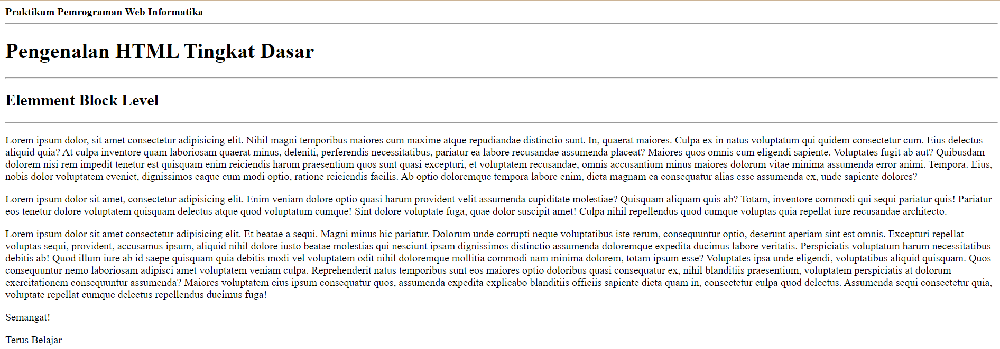 Praktikum Pemrograman Web Informatika
Pengenalan HTML Tingkat Dasar
Elemment Block Level
Lorem ipsum dolor, sit amet consectetur adipisicing elit. Nihil magni temporibus maiores cum maxime atque repudiandae distinctio sunt. In, quaerat maiores. Culpa ex in natus voluptatum qui quidem consectetur cum. Eius delectus
aliquid quia? At culpa inventore quam laboriosam quaerat minus, deleniti, perferendis necessitatibus, pariatur ea labore recusandae assumenda placeat? Maiores quos omnis cum eligendi sapiente. Voluptates fugit ab aut? Quibusdam
dolorem nisi rem impedit tenetur est quisquam enim reiciendis harum praesentium quos sunt quasi excepturi, et voluptatem recusandae, omnis accusantium minus maiores dolorum vitae minima assumenda error animi. Tempora. Eius,
nobis dolor voluptatem eveniet, dignissimos eaque cum modi optio, ratione reiciendis facilis. Ab optio doloremque tempora labore enim, dicta magnam ea consequatur alias esse assumenda ex, unde sapiente dolores?
Lorem ipsum dolor sit amet, consectetur adipisicing elit. Enim veniam dolore optio quasi harum provident velit assumenda cupiditate molestiae? Quisquam aliquam quis ab? Totam, inventore commodi qui sequi pariatur quis! Pariatur
eos tenetur dolore voluptatem quisquam delectus atque quod voluptatum cumque! Sint dolore voluptate fuga, quae dolor suscipit amet! Culpa nihil repellendus quod cumque voluptas quia repellat iure recusandae architecto.
Lorem ipsum dolor sit amet consectetur adipisicing elit. Et beatae a sequi. Magni minus hic pariatur. Dolorum unde corrupti neque voluptatibus iste rerum, consequuntur optio, deserunt aperiam sint est omnis. Excepturi repellat
voluptas sequi, provident, accusamus ipsum, aliquid nihil dolore iusto beatae molestias qui nesciunt ipsam dignissimos distinctio assumenda doloremque expedita ducimus labore veritatis. Perspiciatis voluptatum harum necessitatibus
debitis ab! Quod illum iure ab id saepe quisquam quia debitis modi vel voluptatem odit nihil doloremque mollitia commodi nam minima dolorem, totam ipsum esse? Voluptates ipsa unde eligendi, voluptatibus aliquid quisquam. Quos
consequuntur nemo laboriosam adipisci amet voluptatem veniam culpa. Reprehenderit natus temporibus sunt eos maiores optio doloribus quasi consequatur ex, nihil blanditiis praesentium, voluptatem perspiciatis at dolorum
exercitationem consequuntur assumenda? Maiores voluptatem eius ipsum consequatur quos, assumenda expedita explicabo blanditiis officiis sapiente dicta quam in, consectetur culpa quod delectus. Assumenda sequi consectetur quia,
voluptate repellat cumque delectus repellendus ducimus fuga!
Semangat!
Terus Belajar